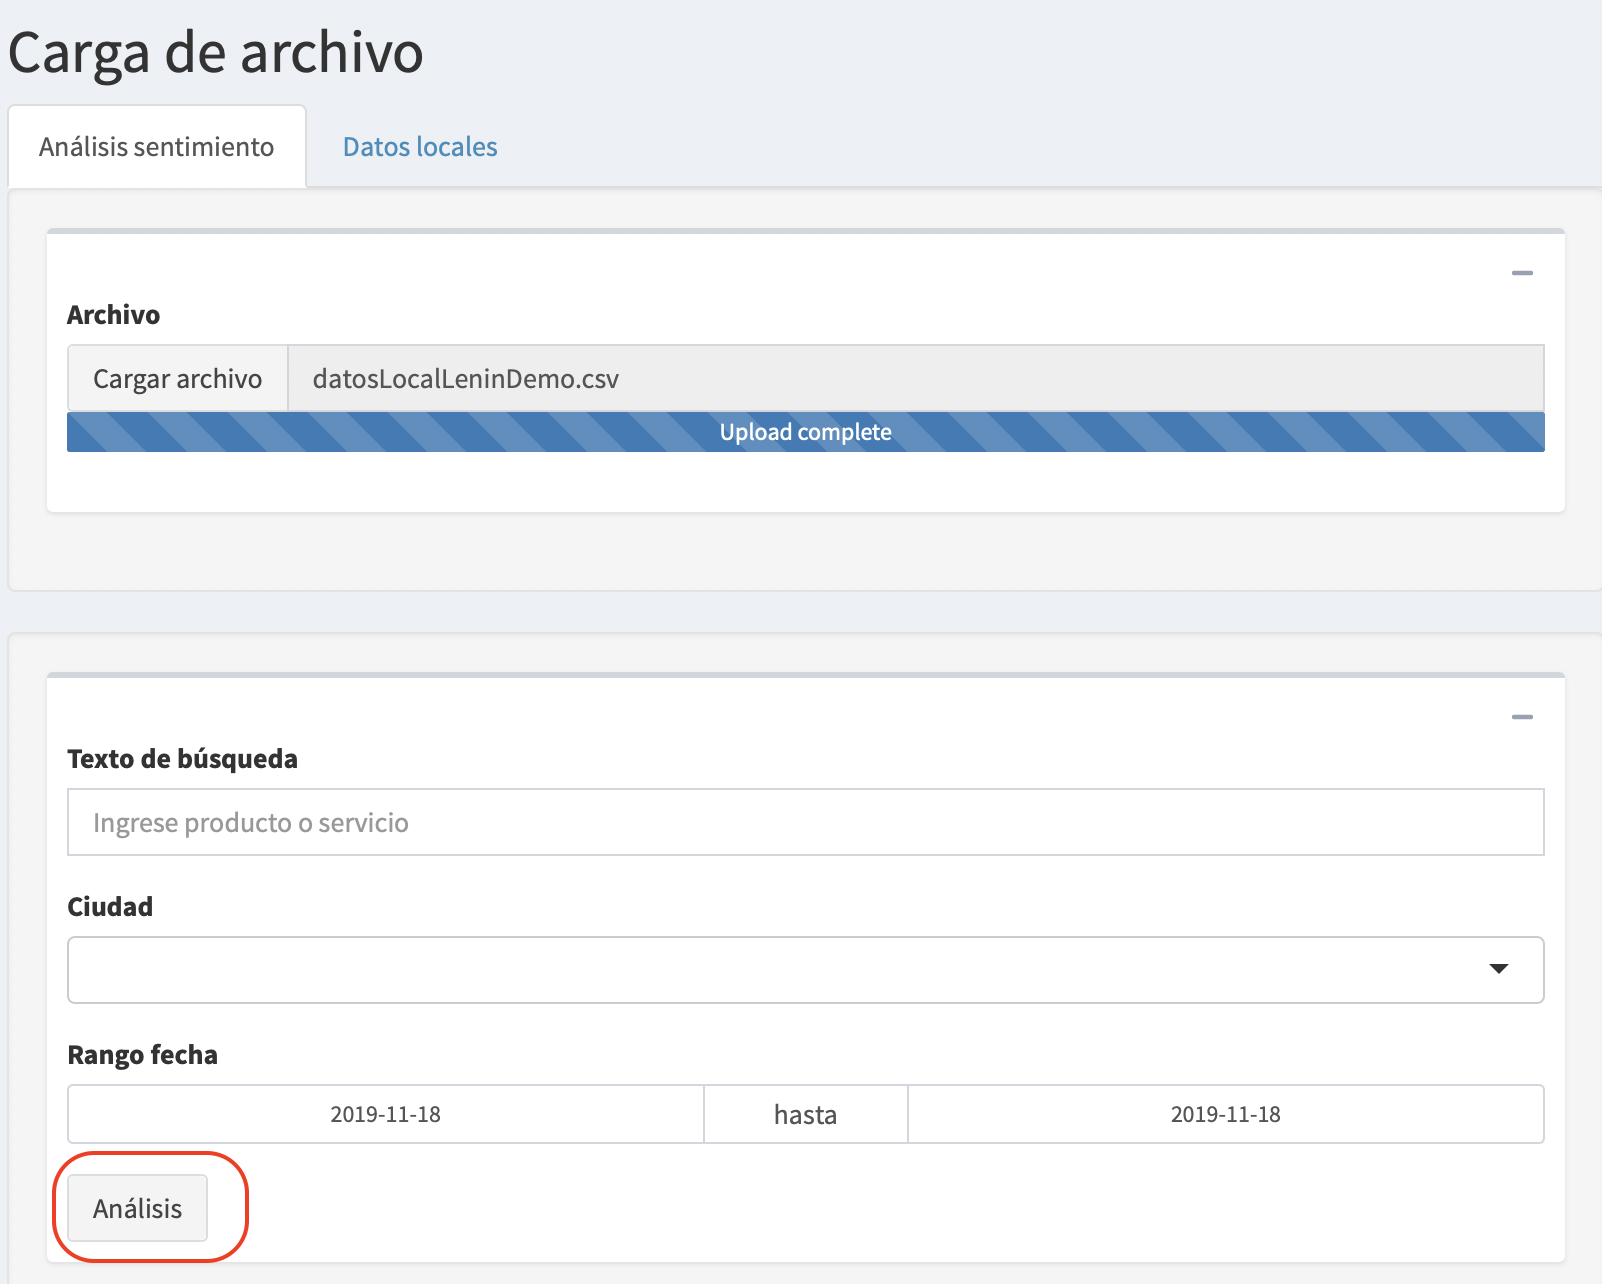 Carga de archivo
Análisis sentimiento Datos locales
Archivo
Cargar archivo datosLocalLeninDemo.csv
Upload complete
Texto de búsqueda
Ingrese producto o servicio
Ciudad
Rango fecha
2019-11-18 hasta 2019-11-18
Análisis